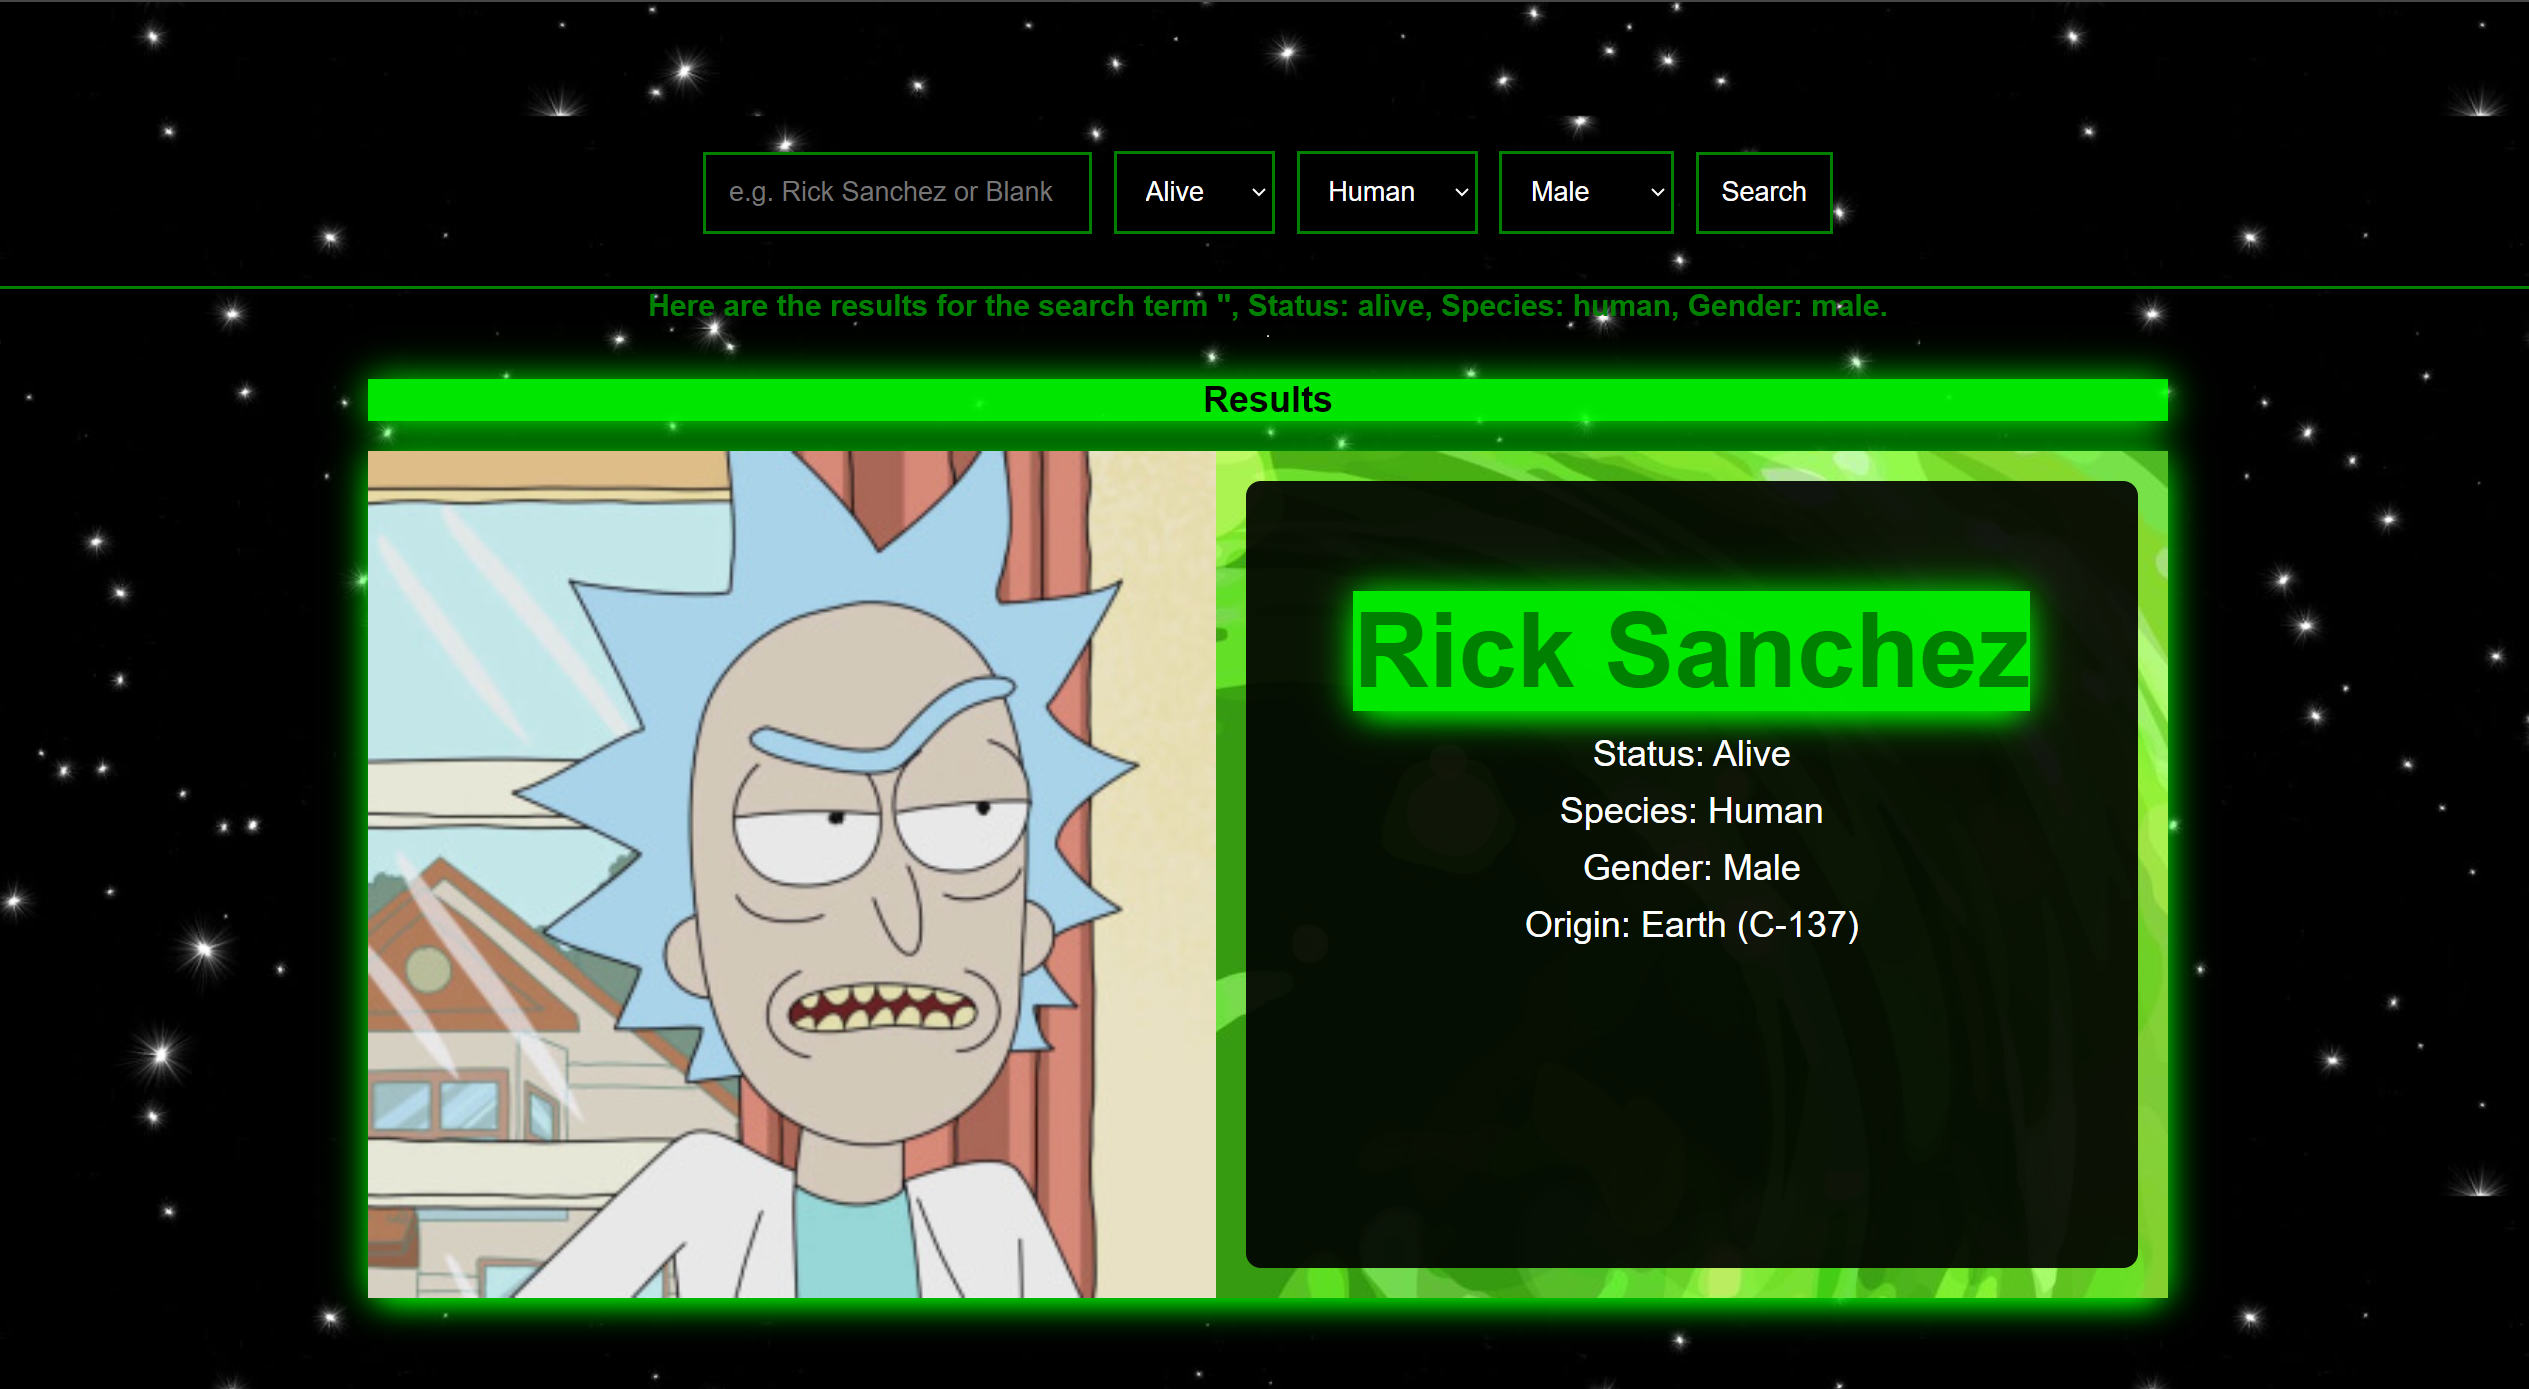 e.g. Rick Sanchez or Blank Alive Human Male Search
Here are the results for the search term '', Status: alive, Species: human, Gender: male.
Results
Rick Sanchez
Status: Alive
Species: Human
Gender: Male
Origin: Earth (C-137)